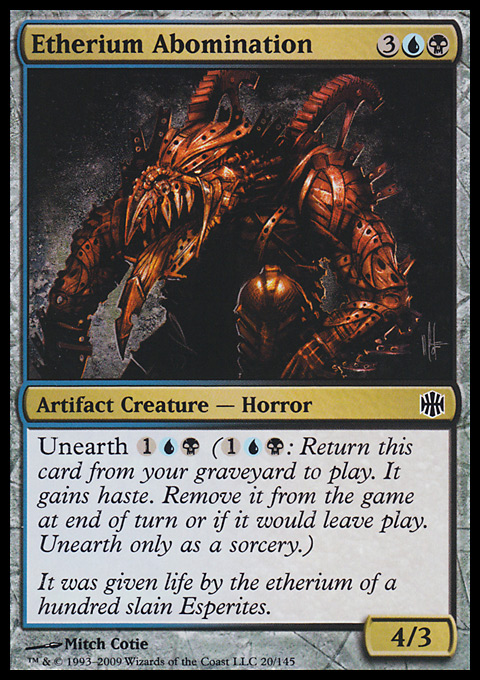 Etherium Abomination 3
Artifact Creature — Horror
Unearth 1 (1: Return this
card from your graveyard to play. It
gains haste. Remove it from the game
at end of turn or if it would leave play.
Unearth only as a sorcery.)
It was given life by the etherium of a
hundred slain Esperites.
4/3
Mitch Cotie
™ & © 1993–2009 Wizards of the Coast LLC 20/145